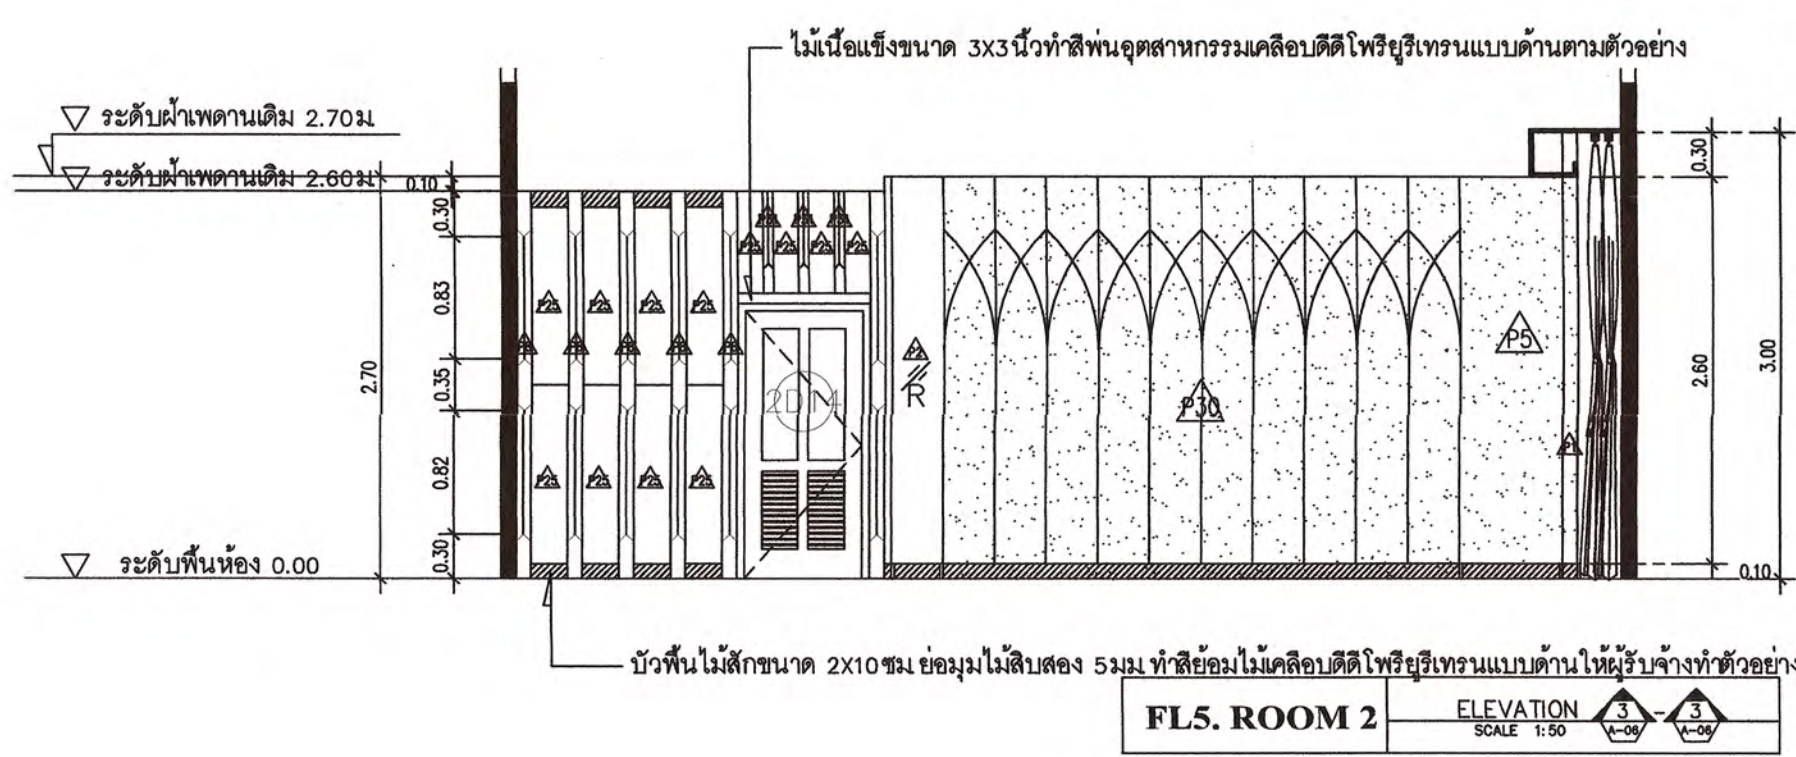 ไม้เนื้อแข็งขนาด 3X3นิ้วทำสีพ่นอุตสาหกรรมเคลือบดีดีโพรียูรีเทรนแบบด้านตามตัวอย่าง
ระดับฝ้าเพดานเดิม 2.70ม.
ระดับฝ้าเพดานเดิม 2.60ม.
0.10
0.30
0.83
0.35
0.82
0.30
2.70
P25 P25 P25 P25
P25 P25 P25 P25
P25 P25 P25 P25
2D14
P2
R
P30
P5
P1
0.30
2.60
3.00
0.10
ระดับพื้นห้อง 0.00
บัวพื้นไม้สักขนาด 2X10ซม. ย่อมุมไม้สิบสอง 5มม. ทำสีย้อมไม้เคลือบดีดีโพรียูรีเทรนแบบด้านให้ผู้รับจ้างทำตัวอย่าง
FL5. ROOM 2
ELEVATION
SCALE 1:50
3
A-06
-
3
A-06